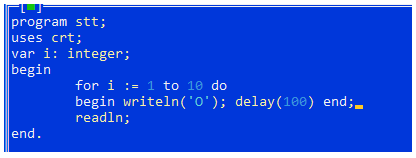 [■]
program stt;
uses crt;
var i: integer;
begin
for i := 1 to 10 do
begin writeln('O'); delay(100) end;
readln;
end.